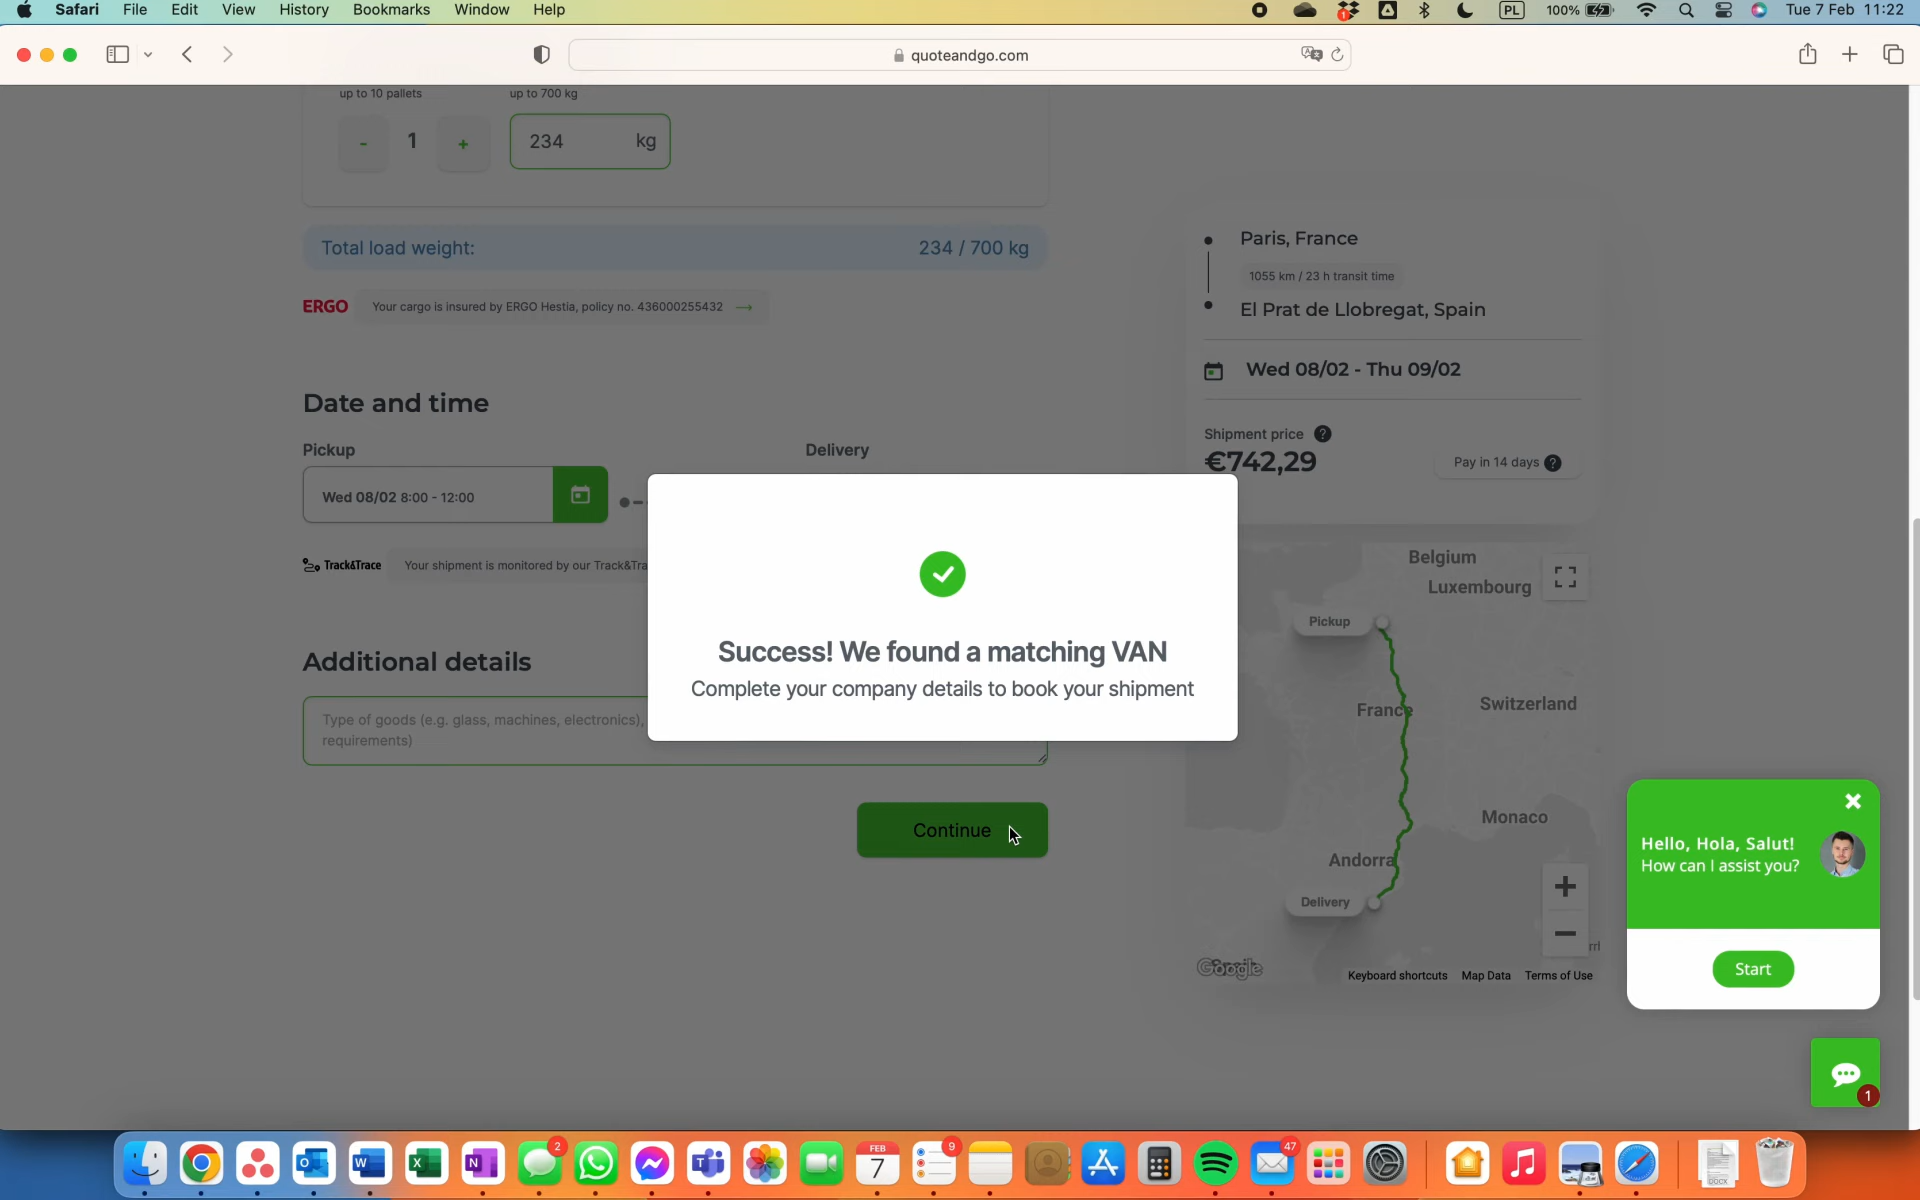 Safari File Edit View History Bookmarks Window Help
1 A PL 100% Tue 7 Feb 11:22
quoteandgo.com
up to 10 pallets up to 700 kg
- 1 + 234 kg
Total load weight: 234 / 700 kg
ERGO Your cargo is insured by ERGO Hestia, policy no. 436000255432 →
Date and time
Pickup Delivery
Wed 08/02 8:00 - 12:00
Track&Trace Your shipment is monitored by our Track&Tra
Additional details
Type of goods (e.g. glass, machines, electronics),
requirements)
Continue
Success! We found a matching VAN
Complete your company details to book your shipment
Paris, France
1055 km / 23 h transit time
El Prat de Llobregat, Spain
Wed 08/02 - Thu 09/02
Shipment price ?
€742,29
Pay in 14 days ?
Belgium
Luxembourg
Pickup
Switzerland
France
Monaco
Andorra
Delivery
+
−
Google
Keyboard shortcuts Map Data Terms of Use
Hello, Hola, Salut!
How can I assist you?
Start
1
2 FEB 7 9 47
O W X N T DOCX